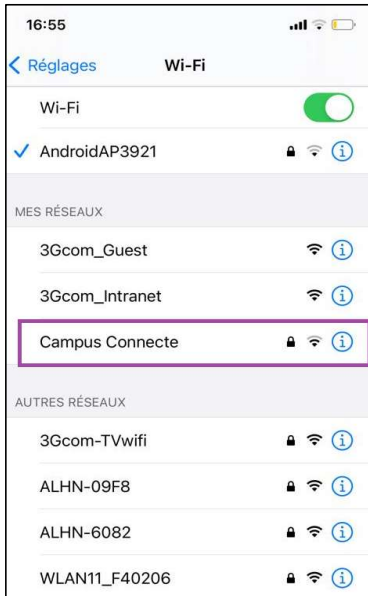 16:55
Réglages Wi-Fi
Wi-Fi
AndroidAP3921
MES RÉSEAUX
3Gcom_Guest
3Gcom_Intranet
Campus Connecte
AUTRES RÉSEAUX
3Gcom-TVwifi
ALHN-09F8
ALHN-6082
WLAN11_F40206